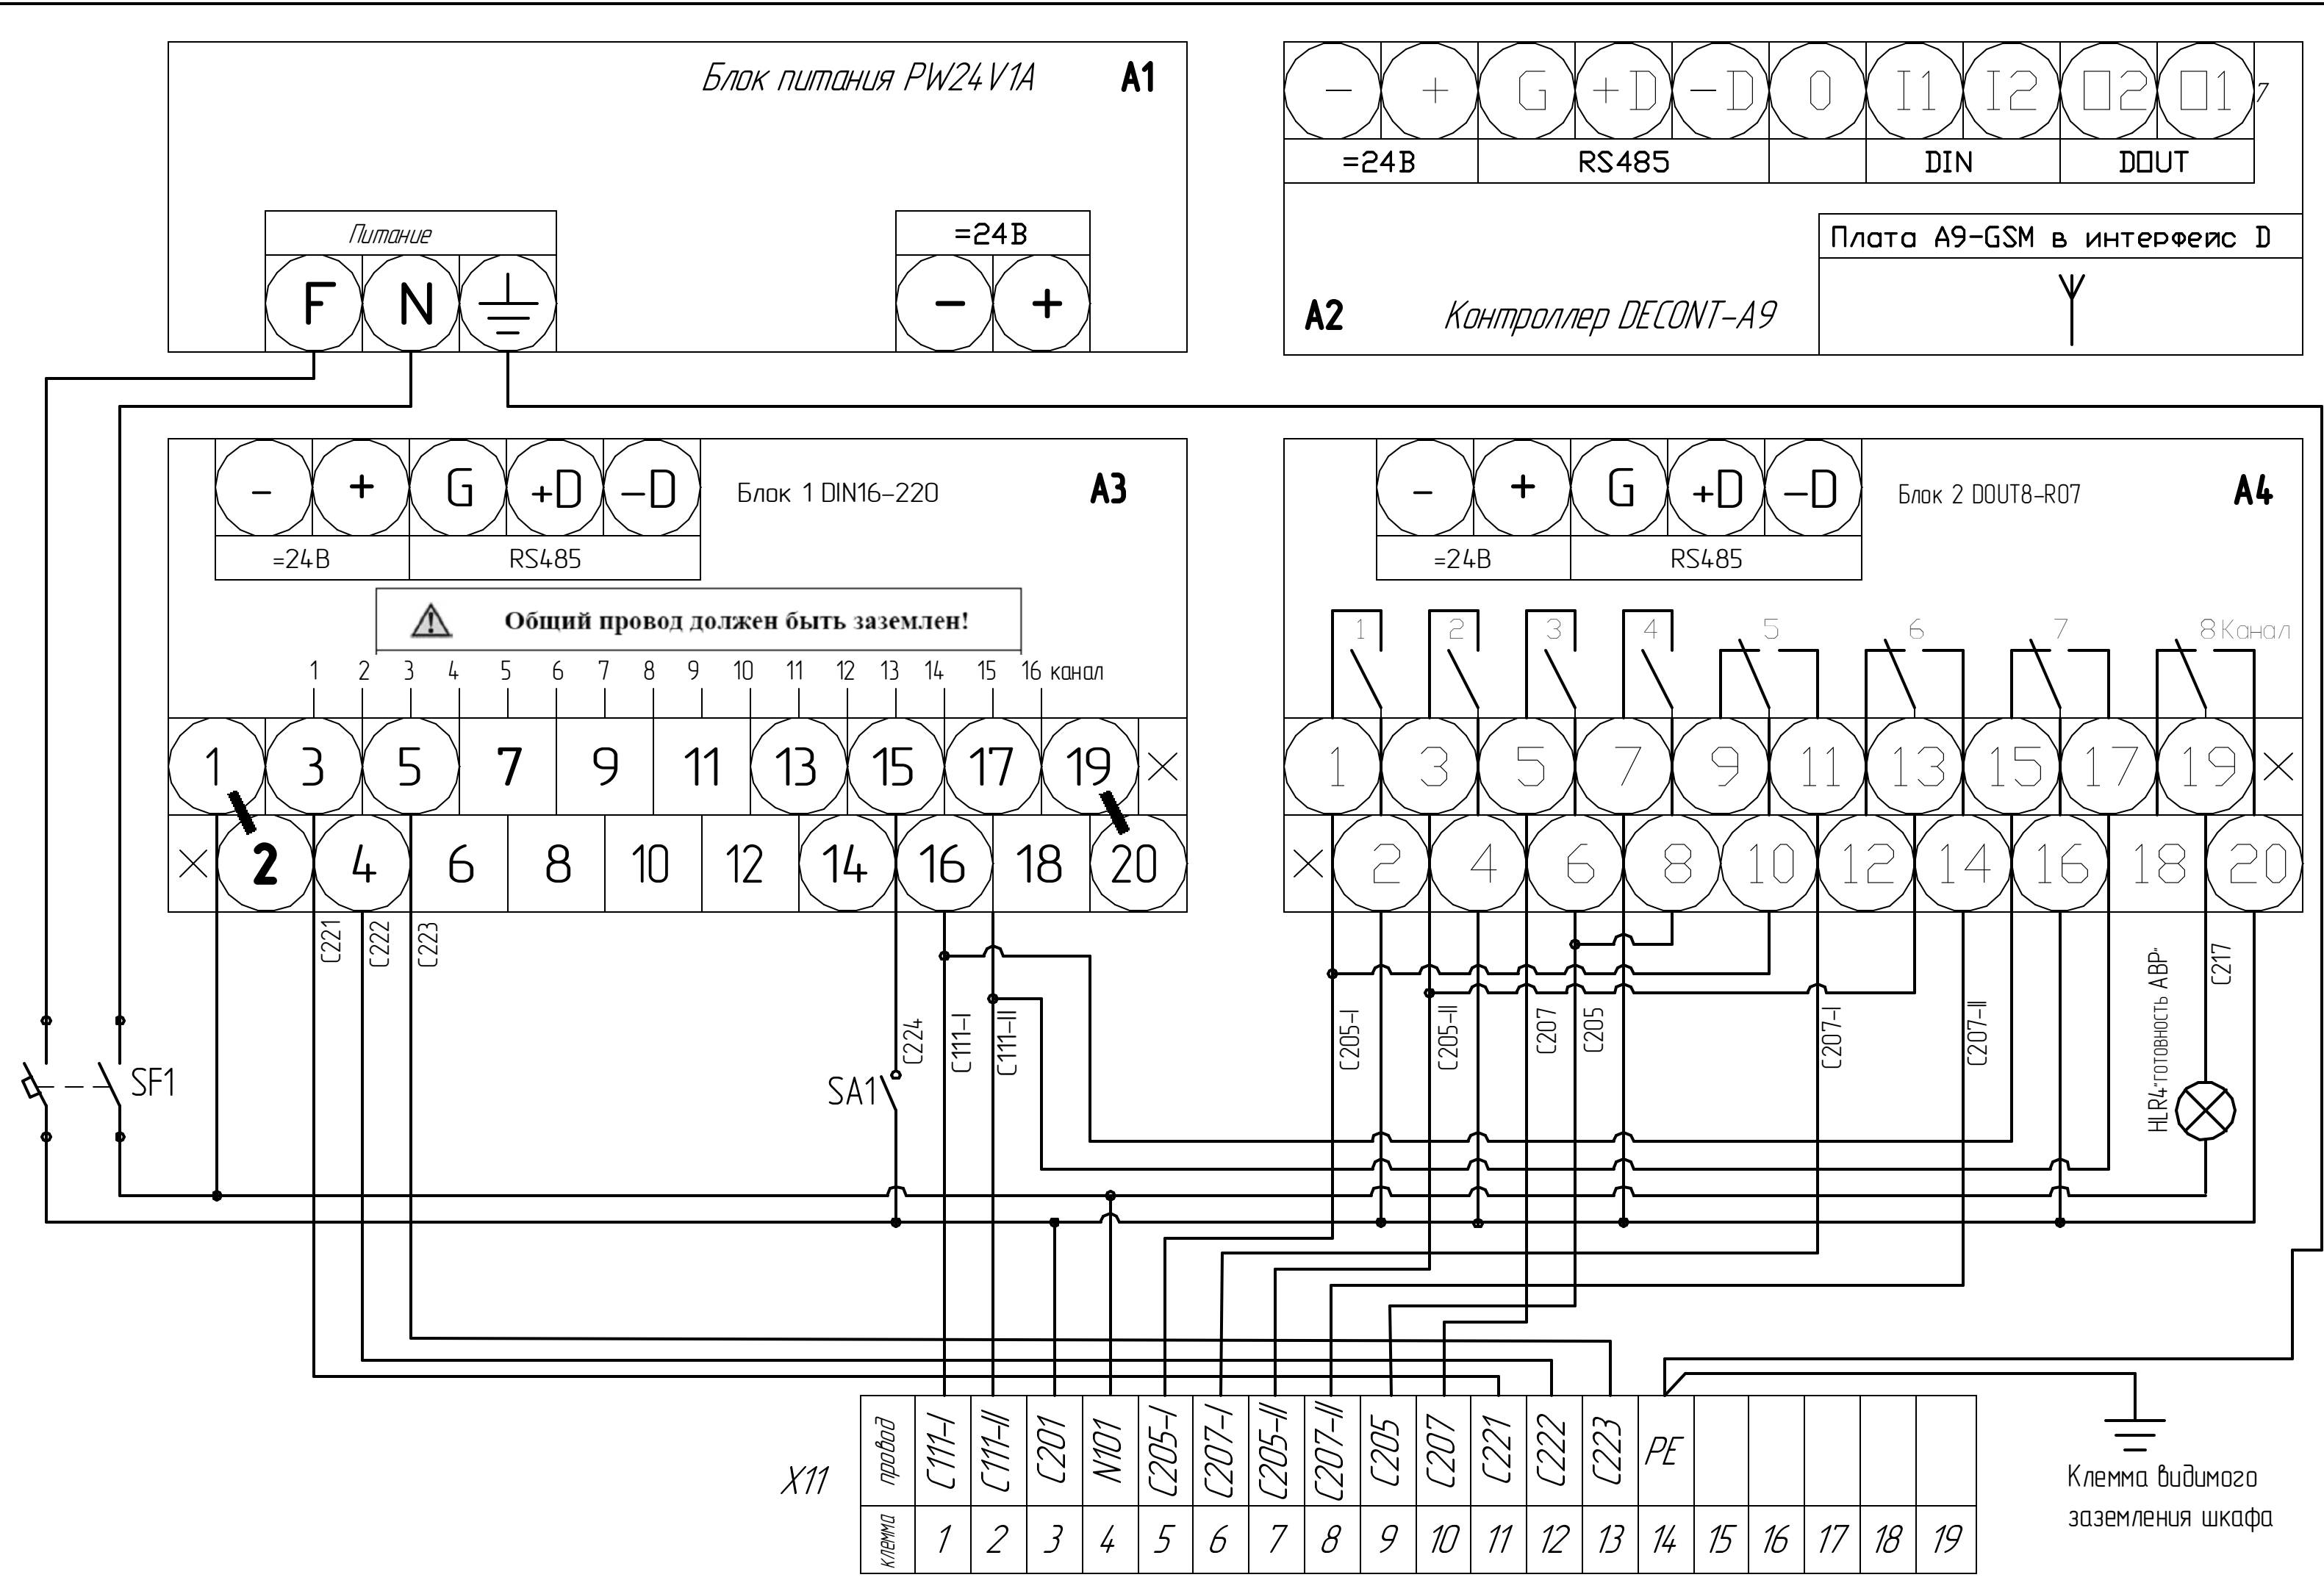 Блок питания PW24V1A A1
Питание
=24В
F N
- +
- + G +D -D 0 I1 I2 O2 O1 7
=24В RS485 DIN DOUT
Плата A9-GSM в интерфейс D
A2 Контроллер DECONT-A9
- + G +D -D
Блок 1 DIN16-220 A3
=24В RS485
Общий провод должен быть заземлен!
1 2 3 4 5 6 7 8 9 10 11 12 13 14 15 16 канал
1 3 5 7 9 11 13 15 17 19 ×
× 2 4 6 8 10 12 14 16 18 20
- + G +D -D
Блок 2 DOUT8-R07 A4
=24В RS485
1 2 3 4 5 6 7 8 Канал
1 3 5 7 9 11 13 15 17 19 ×
× 2 4 6 8 10 12 14 16 18 20
C221
C222
C223
C224
C111-I
C111-II
C205-I
C205-II
C207
C205
C207-I
C207-II
HLR4"готовность АВР"
C217
SF1
SA1
X11
провод C111-I C111-II C201 N101 C205-I C207-I C205-II C207-II C205 C207 C221 C222 C223 PE
клемма 1 2 3 4 5 6 7 8 9 10 11 12 13 14 15 16 17 18 19
Клемма видимого
заземления шкафа